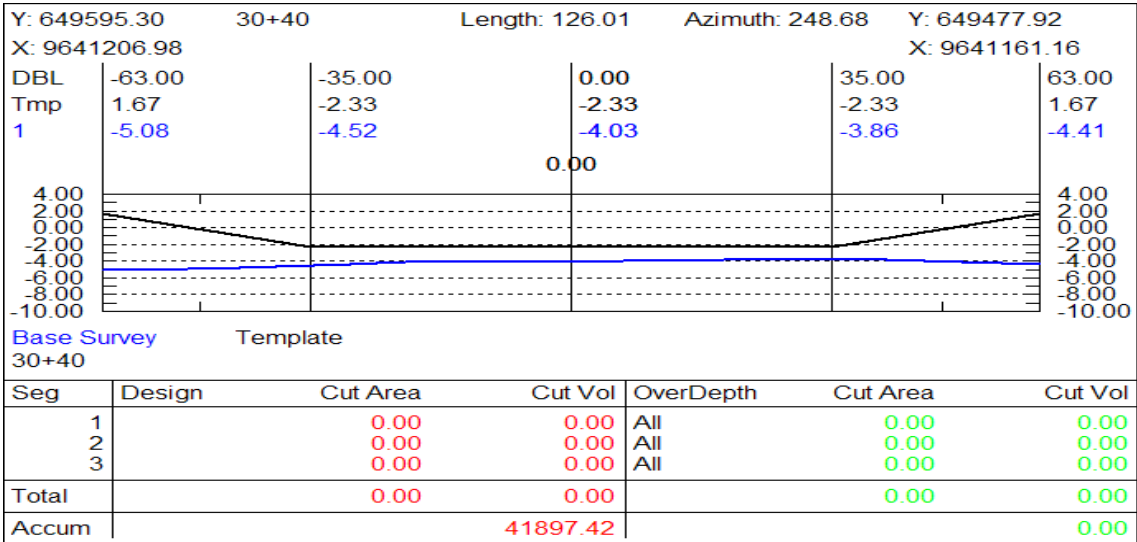 Y: 649595.30 30+40 Length: 126.01 Azimuth: 248.68 Y: 649477.92
X: 9641206.98 X: 9641161.16
DBL -63.00 -35.00 0.00 35.00 63.00
Tmp 1.67 -2.33 -2.33 -2.33 1.67
1 -5.08 -4.52 -4.03 -3.86 -4.41
0.00
4.00 4.00
2.00 2.00
0.00 0.00
-2.00 -2.00
-4.00 -4.00
-6.00 -6.00
-8.00 -8.00
-10.00 -10.00
Base Survey Template
30+40
Seg Design Cut Area Cut Vol OverDepth Cut Area Cut Vol
1 0.00 0.00 All 0.00 0.00
2 0.00 0.00 All 0.00 0.00
3 0.00 0.00 All 0.00 0.00
Total 0.00 0.00 0.00 0.00
Accum 41897.42 0.00